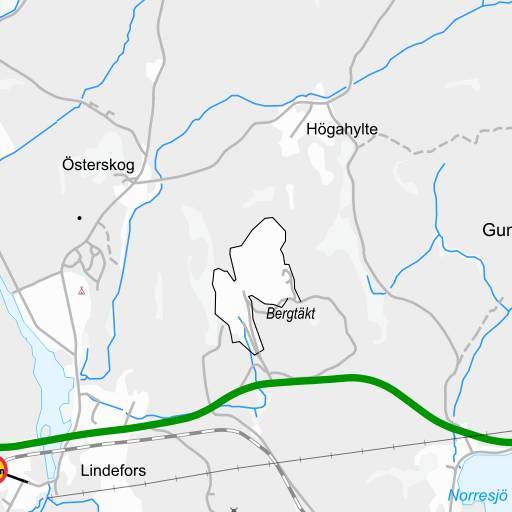 Högahylte
Österskog
Gun
Bergtäkt
Lindefors
Norresjö